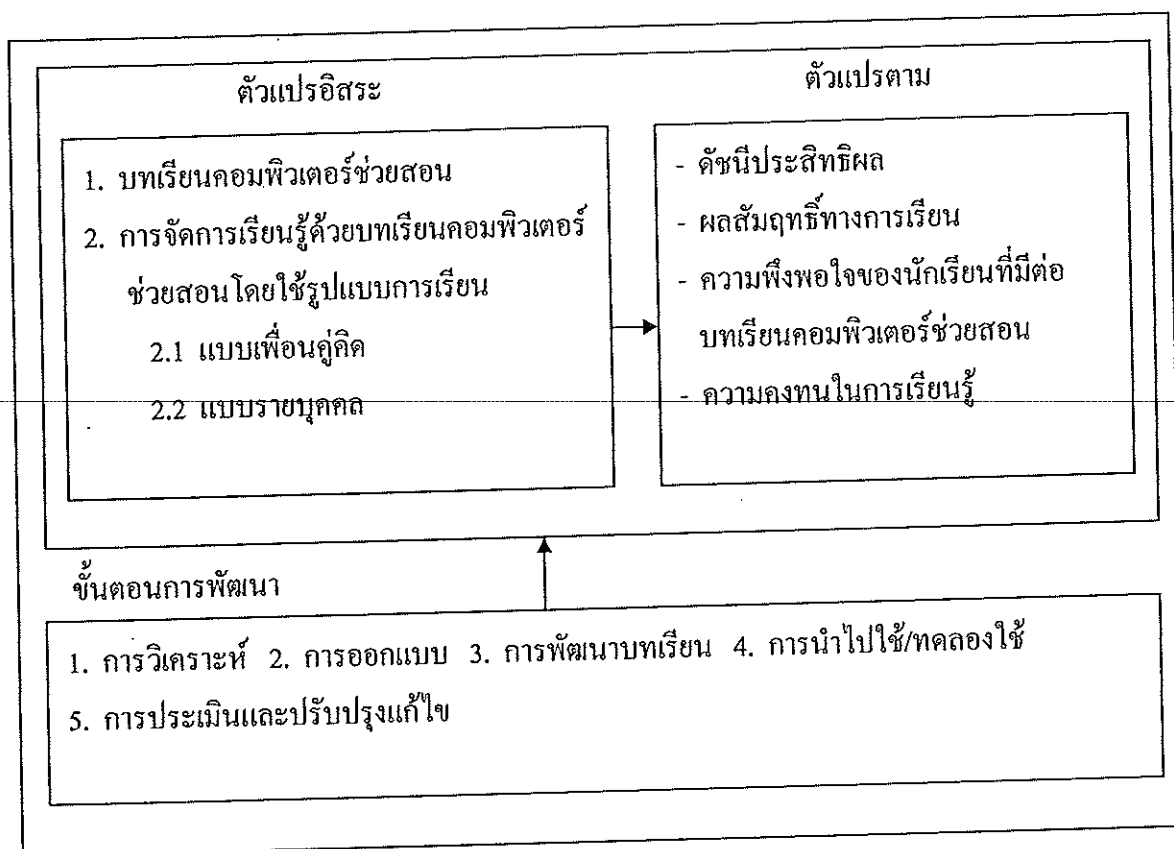 ตัวแปรอิสระ
1. บทเรียนคอมพิวเตอร์ช่วยสอน
2. การจัดการเรียนรู้ด้วยบทเรียนคอมพิวเตอร์
ช่วยสอนโดยใช้รูปแบบการเรียน
2.1 แบบเพื่อนคู่คิด
2.2 แบบรายบุคคล
ตัวแปรตาม
- ดัชนีประสิทธิผล
- ผลสัมฤทธิ์ทางการเรียน
- ความพึงพอใจของนักเรียนที่มีต่อ
บทเรียนคอมพิวเตอร์ช่วยสอน
- ความคงทนในการเรียนรู้
ขั้นตอนการพัฒนา
1. การวิเคราะห์ 2. การออกแบบ 3. การพัฒนาบทเรียน 4. การนำไปใช้/ทดลองใช้
5. การประเมินและปรับปรุงแก้ไข